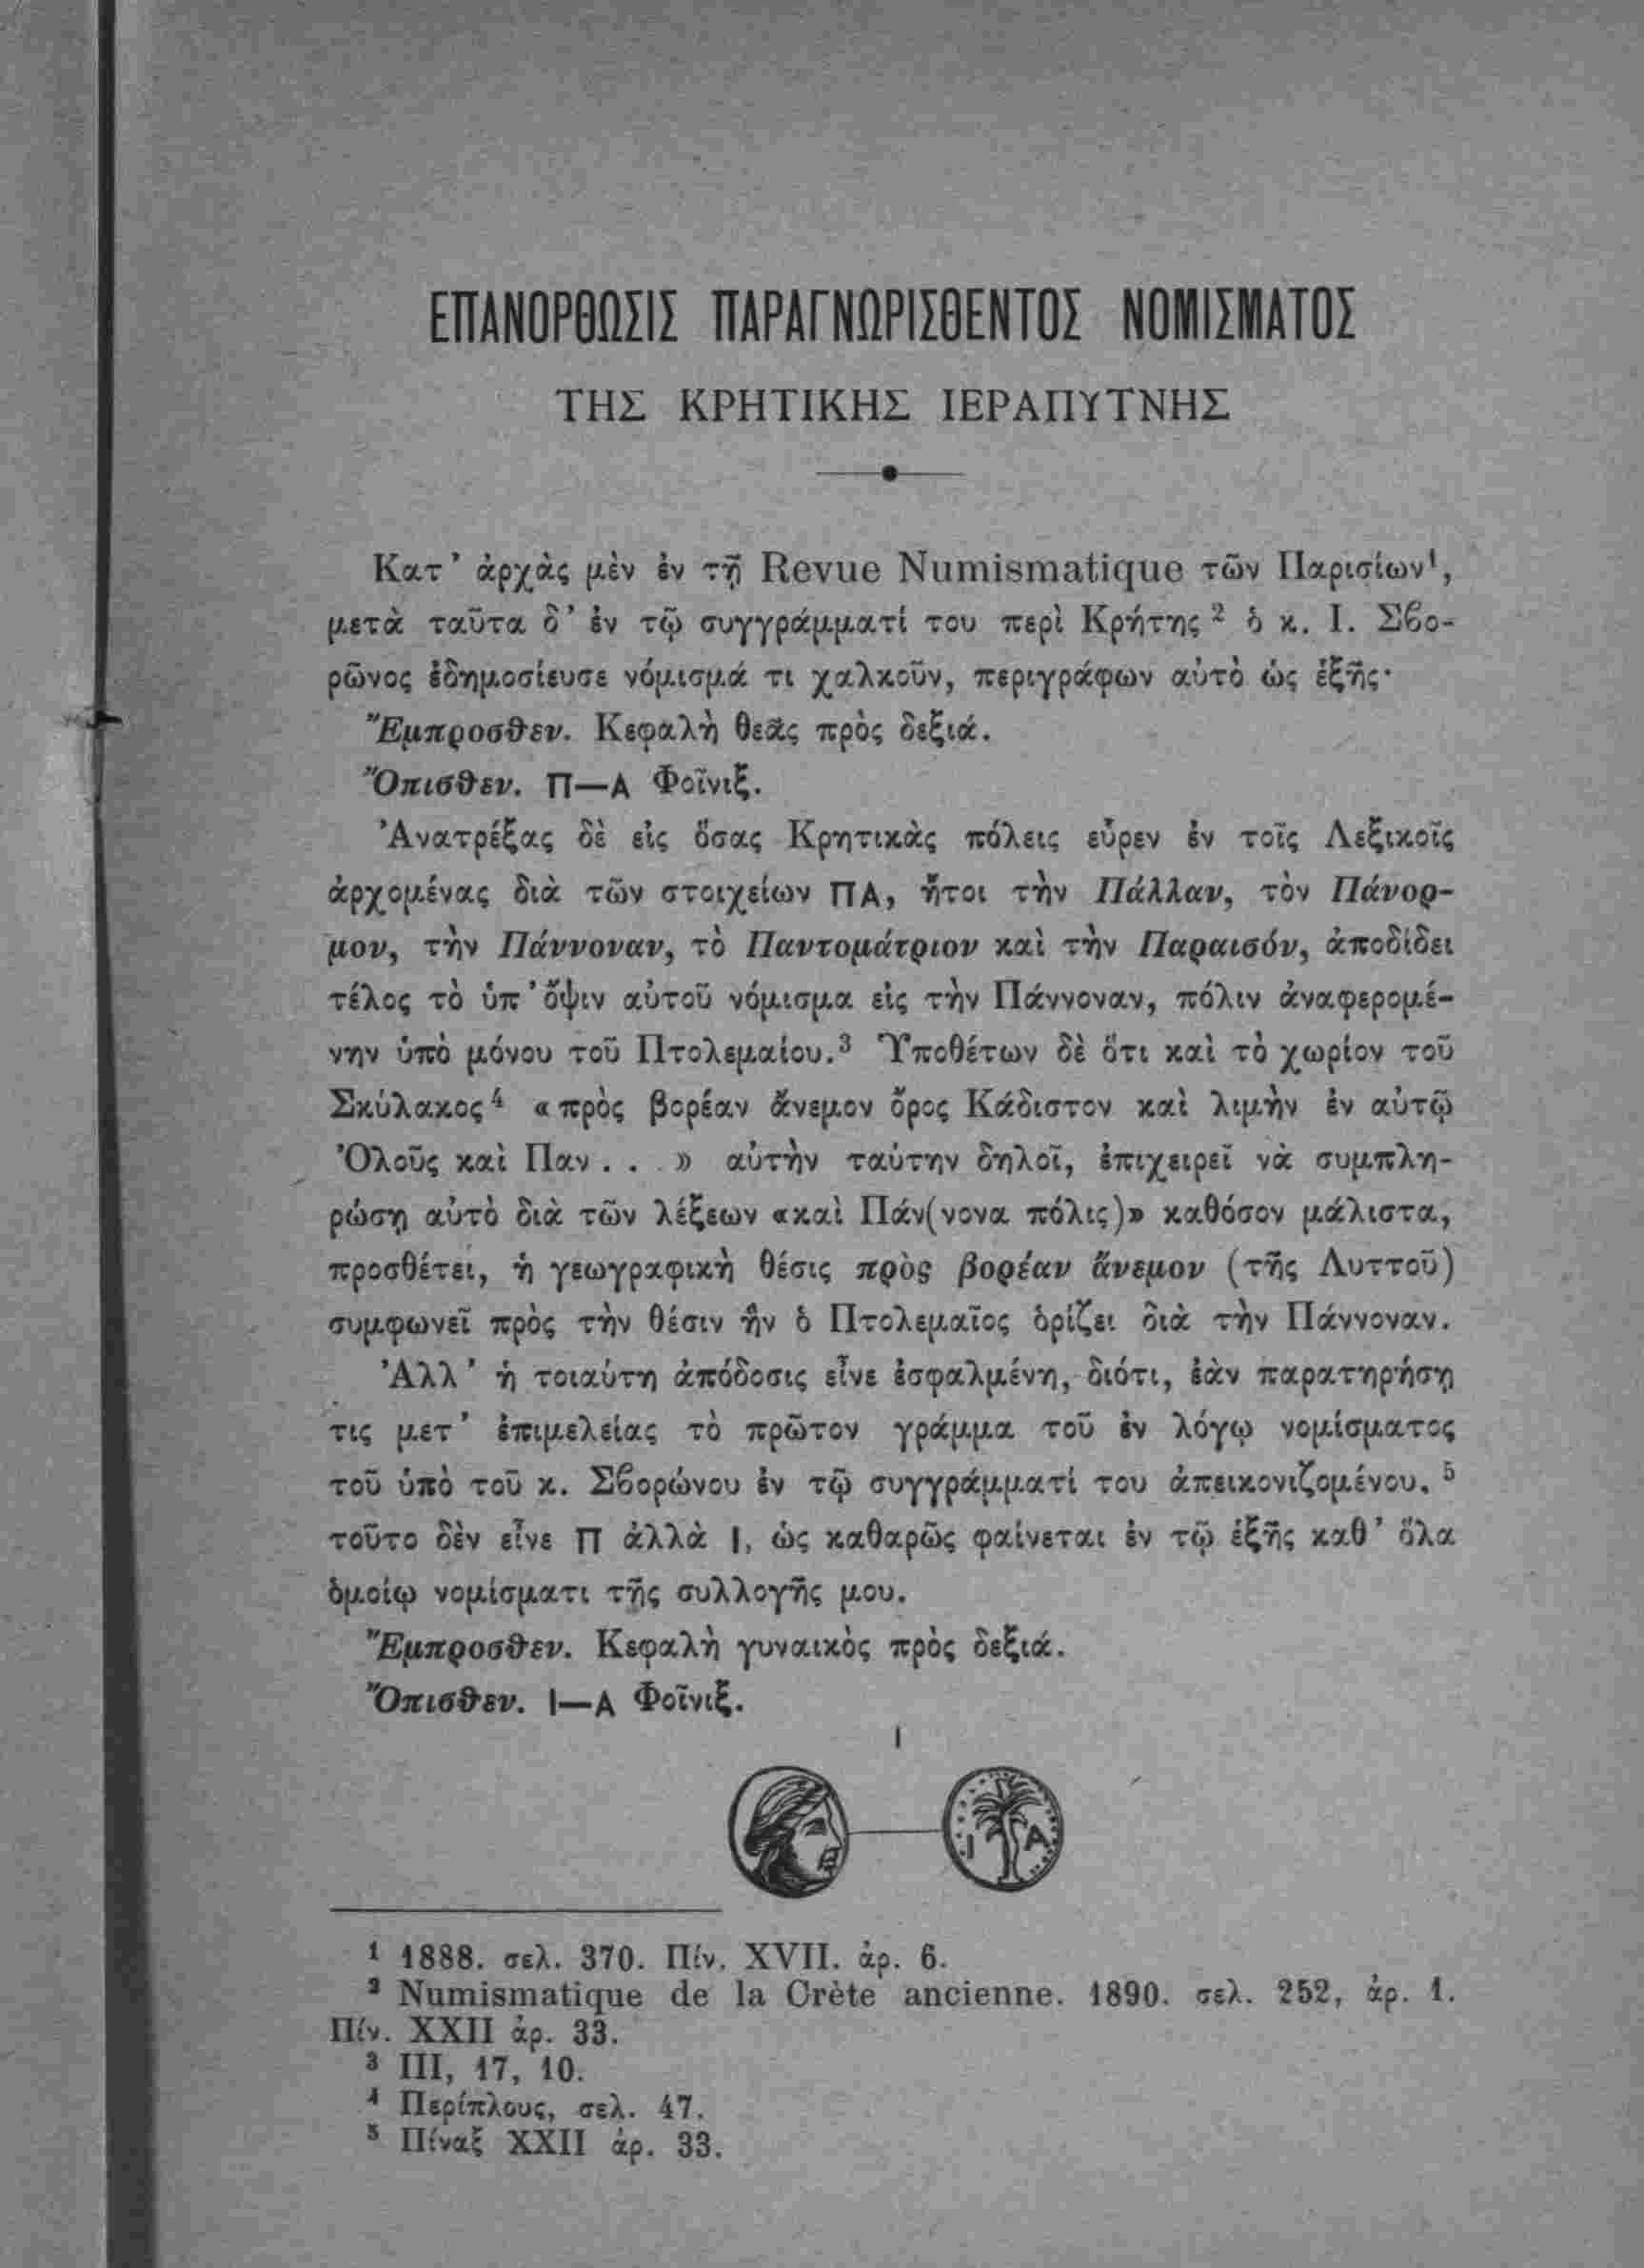 ΕΠΑΝΟΡΘΩΣΙΣ ΠΑΡΑΓΝΩΡΙΣΘΕΝΤΟΣ ΝΟΜΙΣΜΑΤΟΣ
ΤΗΣ ΚΡΗΤΙΚΗΣ ΙΕΡΑΠΥΤΝΗΣ
Κατ’ ἀρχὰς μὲν ἐν τῇ Revue Numismatique τῶν Παρισίων¹,
μετὰ ταῦτα δ’ ἐν τῷ συγγράμματί του περὶ Κρήτης² ὁ κ. Ι. Σβο-
ρῶνος ἐδημοσίευσε νόμισμά τι χαλκοῦν, περιγράφων αὐτὸ ὡς ἑξῆς·
Ἔμπροσθεν. Κεφαλὴ θεᾶς πρὸς δεξιά.
Ὄπισθεν. Π—Α Φοῖνιξ.
Ἀνατρέξας δὲ εἰς ὅσας Κρητικὰς πόλεις εὗρεν ἐν τοῖς Λεξικοῖς
ἀρχομένας διὰ τῶν στοιχείων ΠΑ, ἤτοι τὴν Πάλλαν, τὸν Πάνορ-
μον, τὴν Πάννοναν, τὸ Παντομάτριον καὶ τὴν Παραισόν, ἀποδίδει
τέλος τὸ ὑπ’ ὄψιν αὐτοῦ νόμισμα εἰς τὴν Πάννοναν, πόλιν ἀναφερομέ-
νην ὑπὸ μόνου τοῦ Πτολεμαίου.³ Ὑποθέτων δὲ ὅτι καὶ τὸ χωρίον τοῦ
Σκύλακος⁴ «πρὸς βορέαν ἄνεμον ὄρος Κάδιστον καὶ λιμὴν ἐν αὐτῷ
Ὀλοῦς καὶ Παν . . .» αὐτὴν ταύτην δηλοῖ, ἐπιχειρεῖ νὰ συμπλη-
ρώσῃ αὐτὸ διὰ τῶν λέξεων «καὶ Πάν(νονα πόλις)» καθόσον μάλιστα,
προσθέτει, ἡ γεωγραφικὴ θέσις πρὸς βορέαν ἄνεμον (τῆς Λυττοῦ)
συμφωνεῖ πρὸς τὴν θέσιν ἣν ὁ Πτολεμαῖος ὁρίζει διὰ τὴν Πάννοναν.
Ἀλλ’ ἡ τοιαύτη ἀπόδοσις εἶνε ἐσφαλμένη, διότι, ἐὰν παρατηρήσῃ
τις μετ’ ἐπιμελείας τὸ πρῶτον γράμμα τοῦ ἐν λόγῳ νομίσματος
τοῦ ὑπὸ τοῦ κ. Σβορώνου ἐν τῷ συγγράμματί του ἀπεικονιζομένου,⁵
τοῦτο δὲν εἶνε Π ἀλλὰ Ι, ὡς καθαρῶς φαίνεται ἐν τῷ ἑξῆς καθ’ ὅλα
ὁμοίῳ νομίσματι τῆς συλλογῆς μου.
Ἔμπροσθεν. Κεφαλὴ γυναικὸς πρὸς δεξιά.
Ὄπισθεν. Ι—Α Φοῖνιξ.
Ι Α
¹ 1888. σελ. 370. Πίν. XVII. ἀρ. 6.
² Numismatique de la Crète ancienne. 1890. σελ. 252, ἀρ. 1.
Πίν. XXII ἀρ. 33.
³ III, 17, 10.
⁴ Περίπλους, σελ. 47.
⁵ Πίναξ XXII ἀρ. 33.